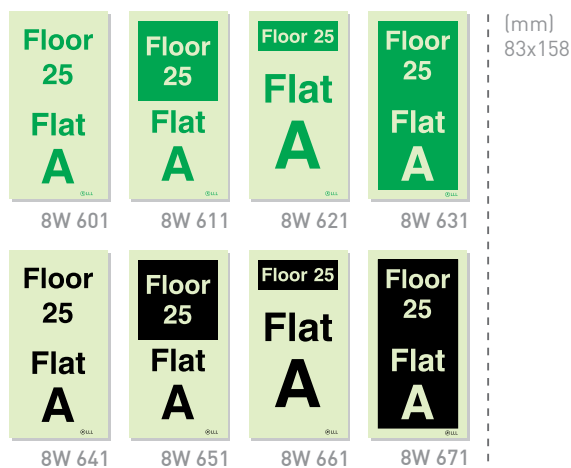 Floor
25
Flat
A
Floor
25
Flat
A
Floor 25
Flat
A
Floor
25
Flat
A
(mm)
83x158
8W 601
8W 611
8W 621
8W 631
Floor
25
Flat
A
Floor
25
Flat
A
Floor 25
Flat
A
Floor
25
Flat
A
8W 641
8W 651
8W 661
8W 671